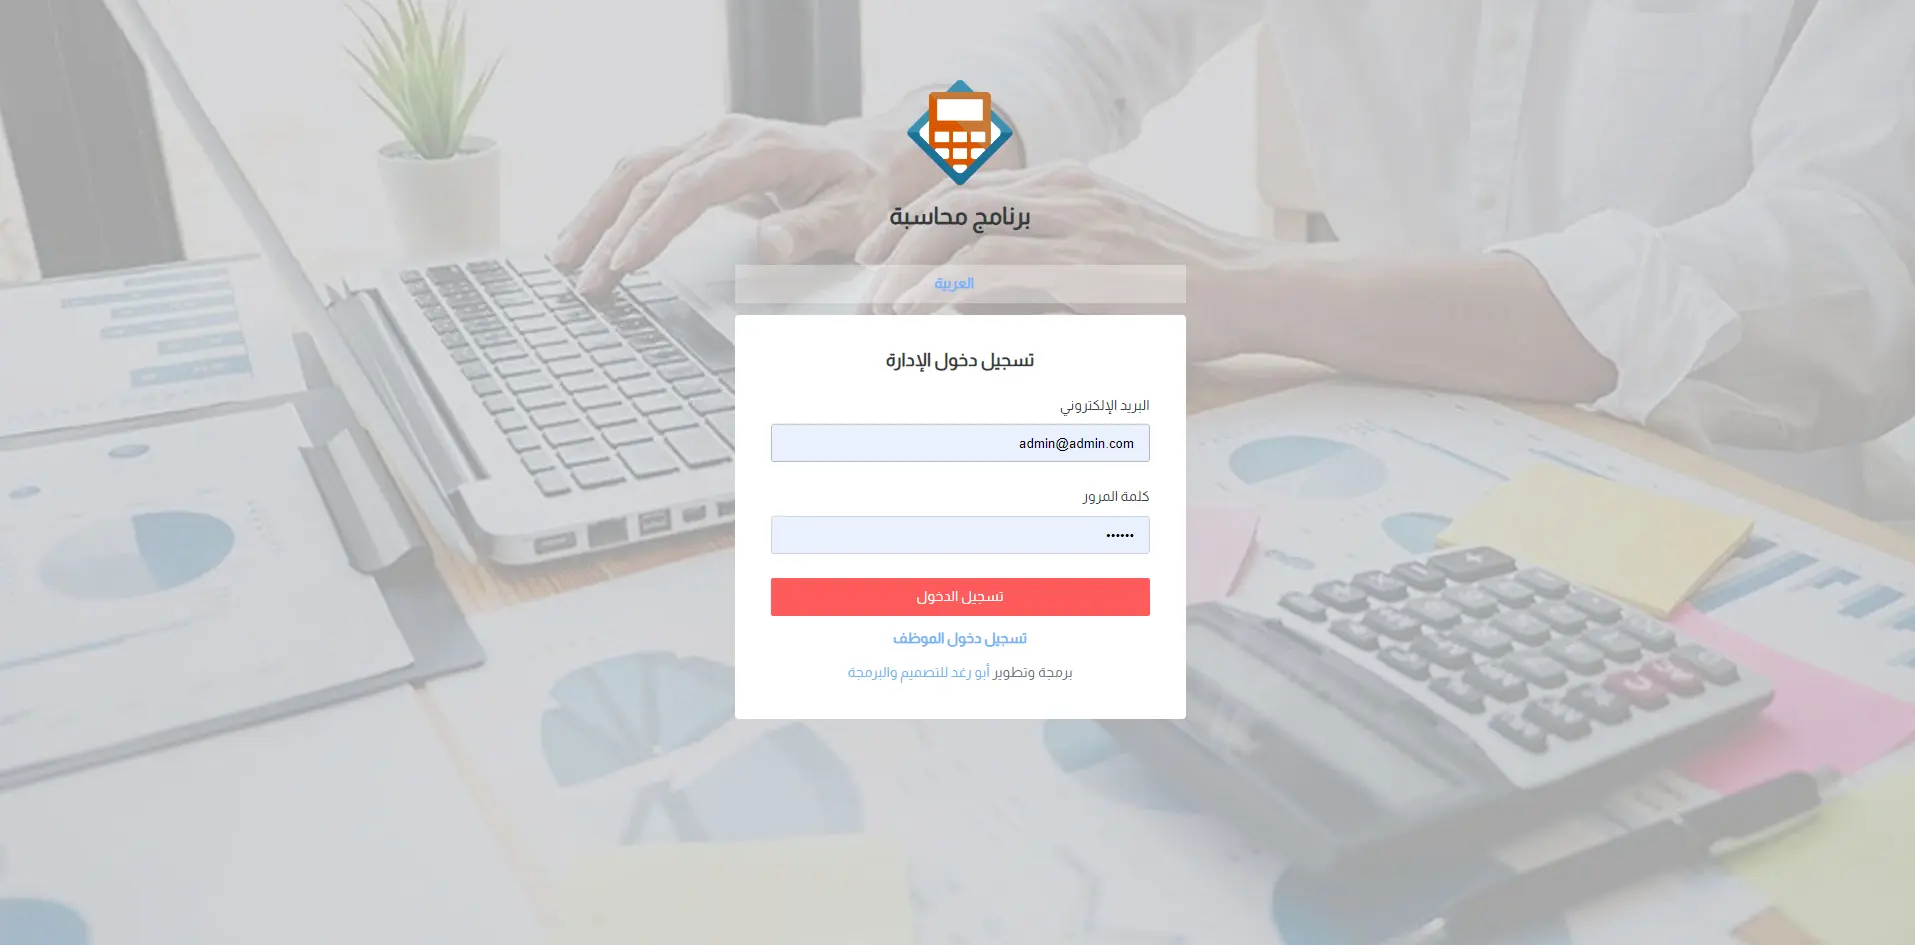 برنامج محاسبة
العربية
تسجيل دخول الإدارة
البريد الإلكتروني
admin@admin.com
كلمة المرور
••••••
تسجيل الدخول
تسجيل دخول الموظف
برمجة وتطوير أبو رغد للتصميم والبرمجة